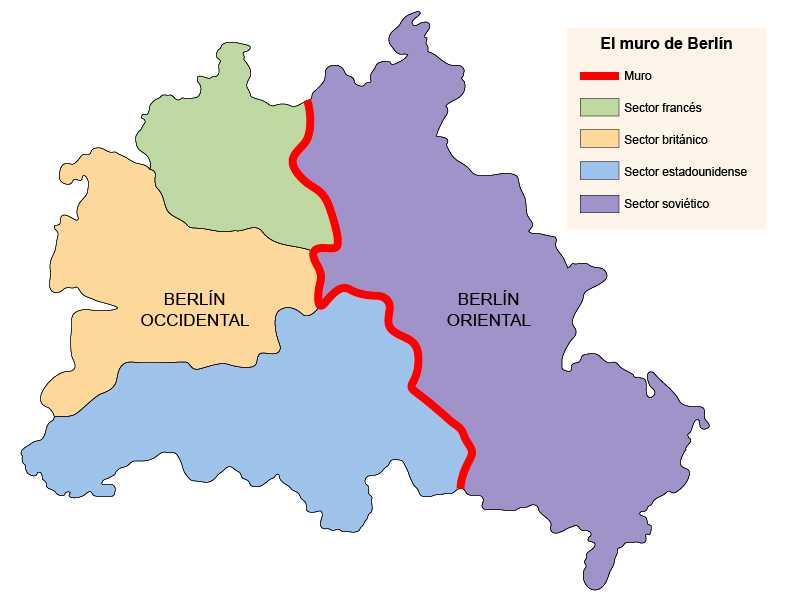 El muro de Berlín
Muro
Sector francés
Sector británico
Sector estadounidense
Sector soviético
BERLÍN
OCCIDENTAL
BERLÍN
ORIENTAL